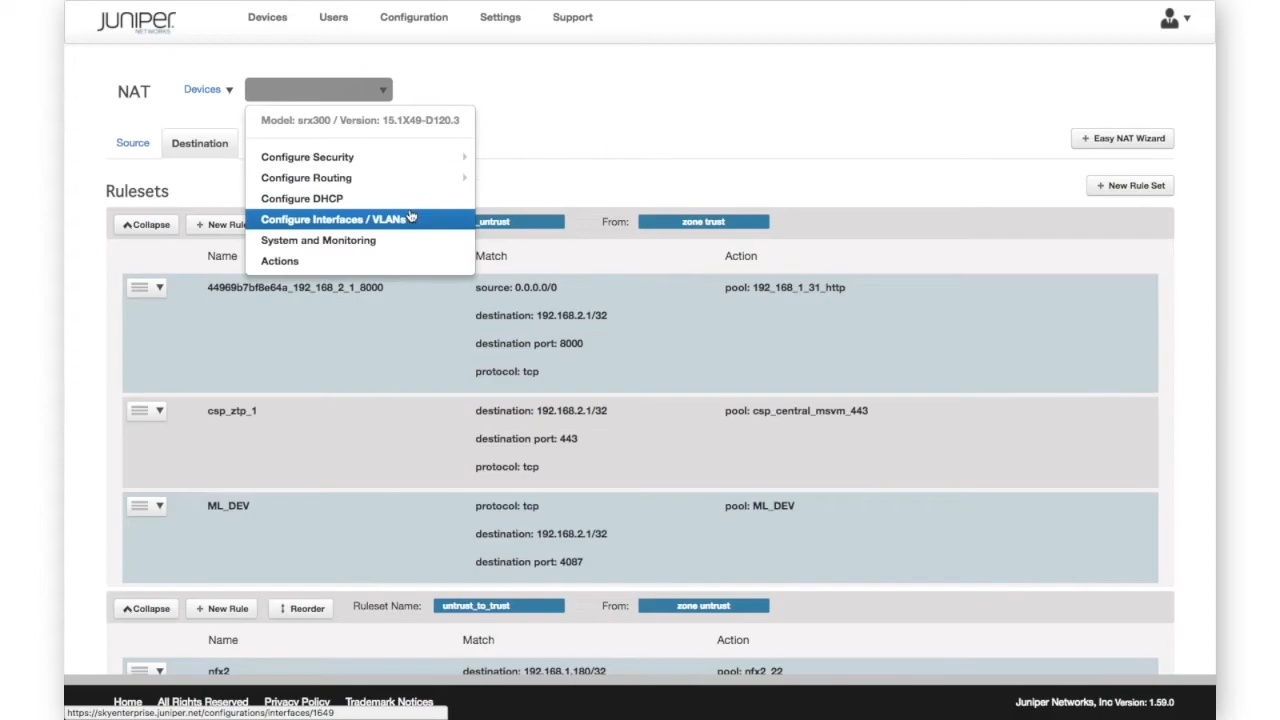 JUNIPER
NETWORKS
Devices Users Configuration Settings Support
NAT Devices
Model: srx300 / Version: 15.1X49-D120.3
Source Destination
+ Easy NAT Wizard
Configure Security
Configure Routing
Configure DHCP
Configure Interfaces / VLANs
System and Monitoring
Actions
Rulesets
+ New Rule Set
Collapse + New Rule _untrust From: zone trust
Name Match Action
44969b7bf8e64a_192_168_2_1_8000 source: 0.0.0.0/0 pool: 192_168_1_31_http
destination: 192.168.2.1/32
destination port: 8000
protocol: tcp
csp_ztp_1 destination: 192.168.2.1/32 pool: csp_central_msvm_443
destination port: 443
protocol: tcp
ML_DEV protocol: tcp pool: ML_DEV
destination: 192.168.2.1/32
destination port: 4087
Collapse + New Rule Reorder Ruleset Name: untrust_to_trust From: zone untrust
Name Match Action
nfx2 destination: 192.168.1.180/32 pool: nfx2_22
Home All Rights Reserved Privacy Policy Trademark Notices Juniper Networks, Inc Version: 1.59.0
https://skyenterprise.juniper.net/configurations/interfaces/1649